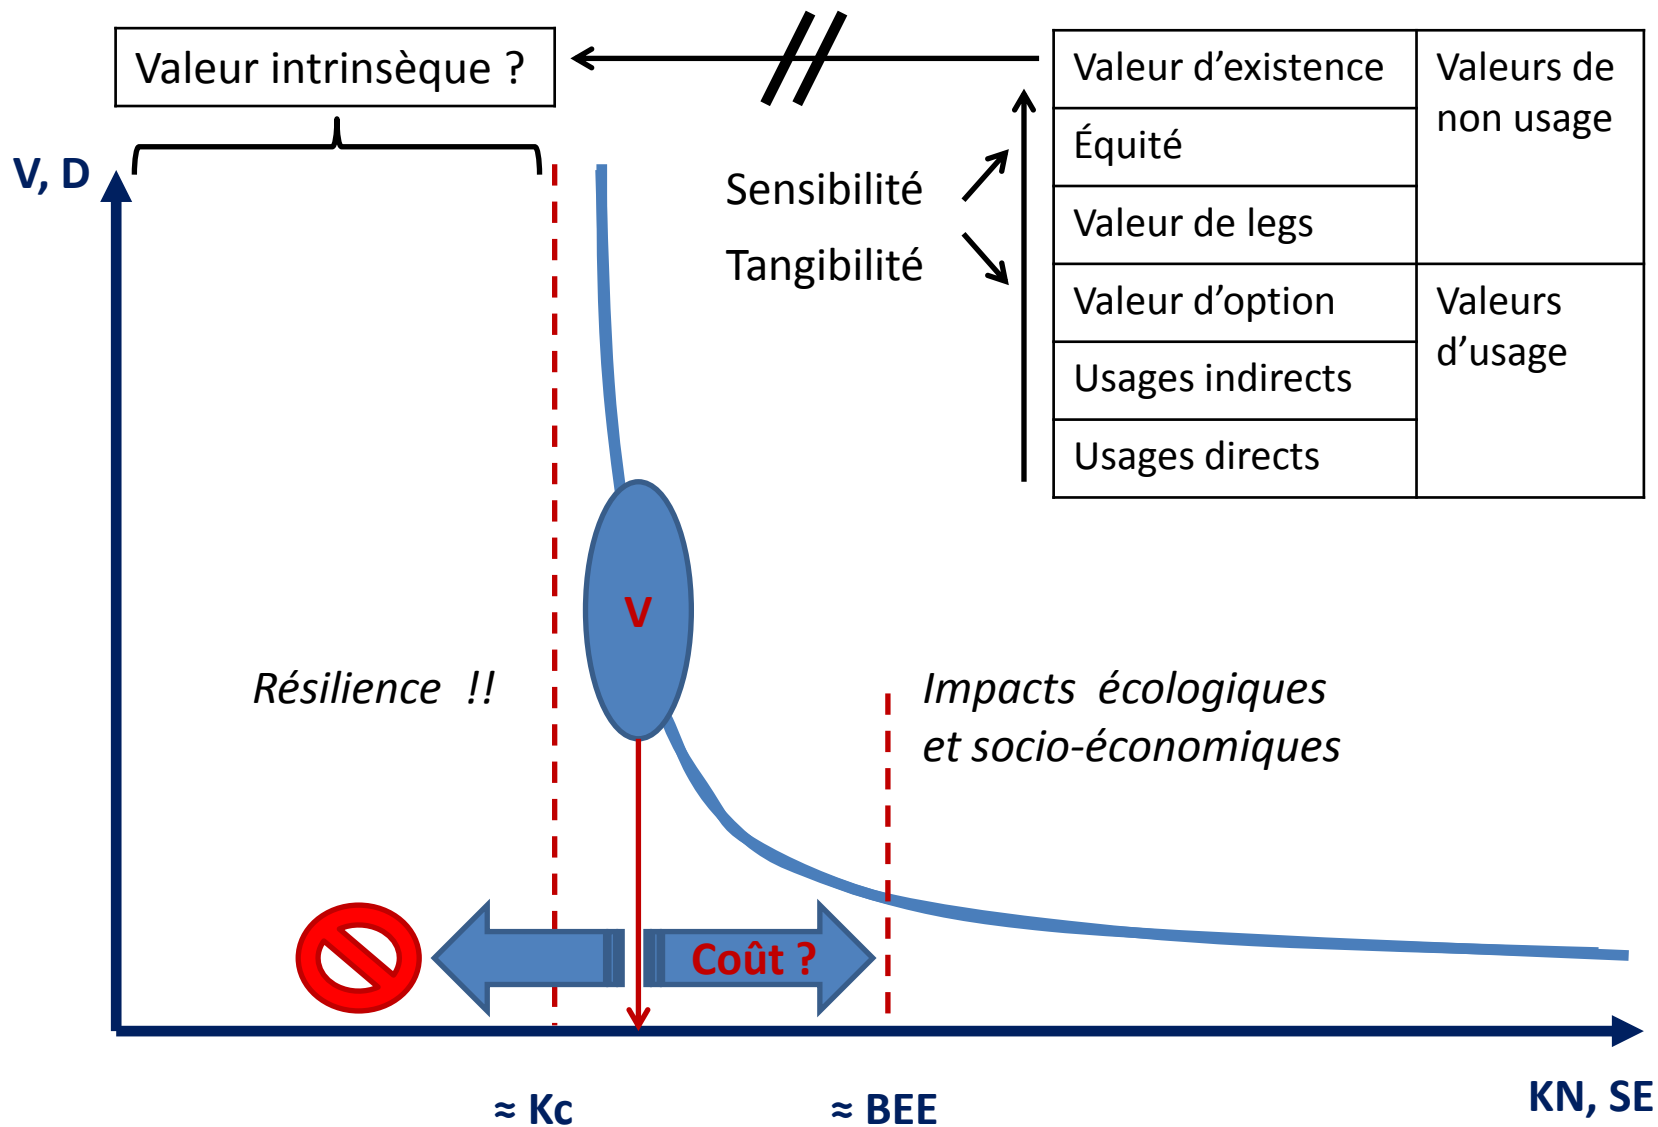 Valeur intrinsèque ?
Valeur d’existence
Valeurs de
non usage
Équité
Valeur de legs
Valeur d’option
Valeurs
d’usage
Usages indirects
Usages directs
Sensibilité
Tangibilité
V, D
V
Résilience !!
Impacts écologiques
et socio-économiques
Coût ?
≈ Kc
≈ BEE
KN, SE